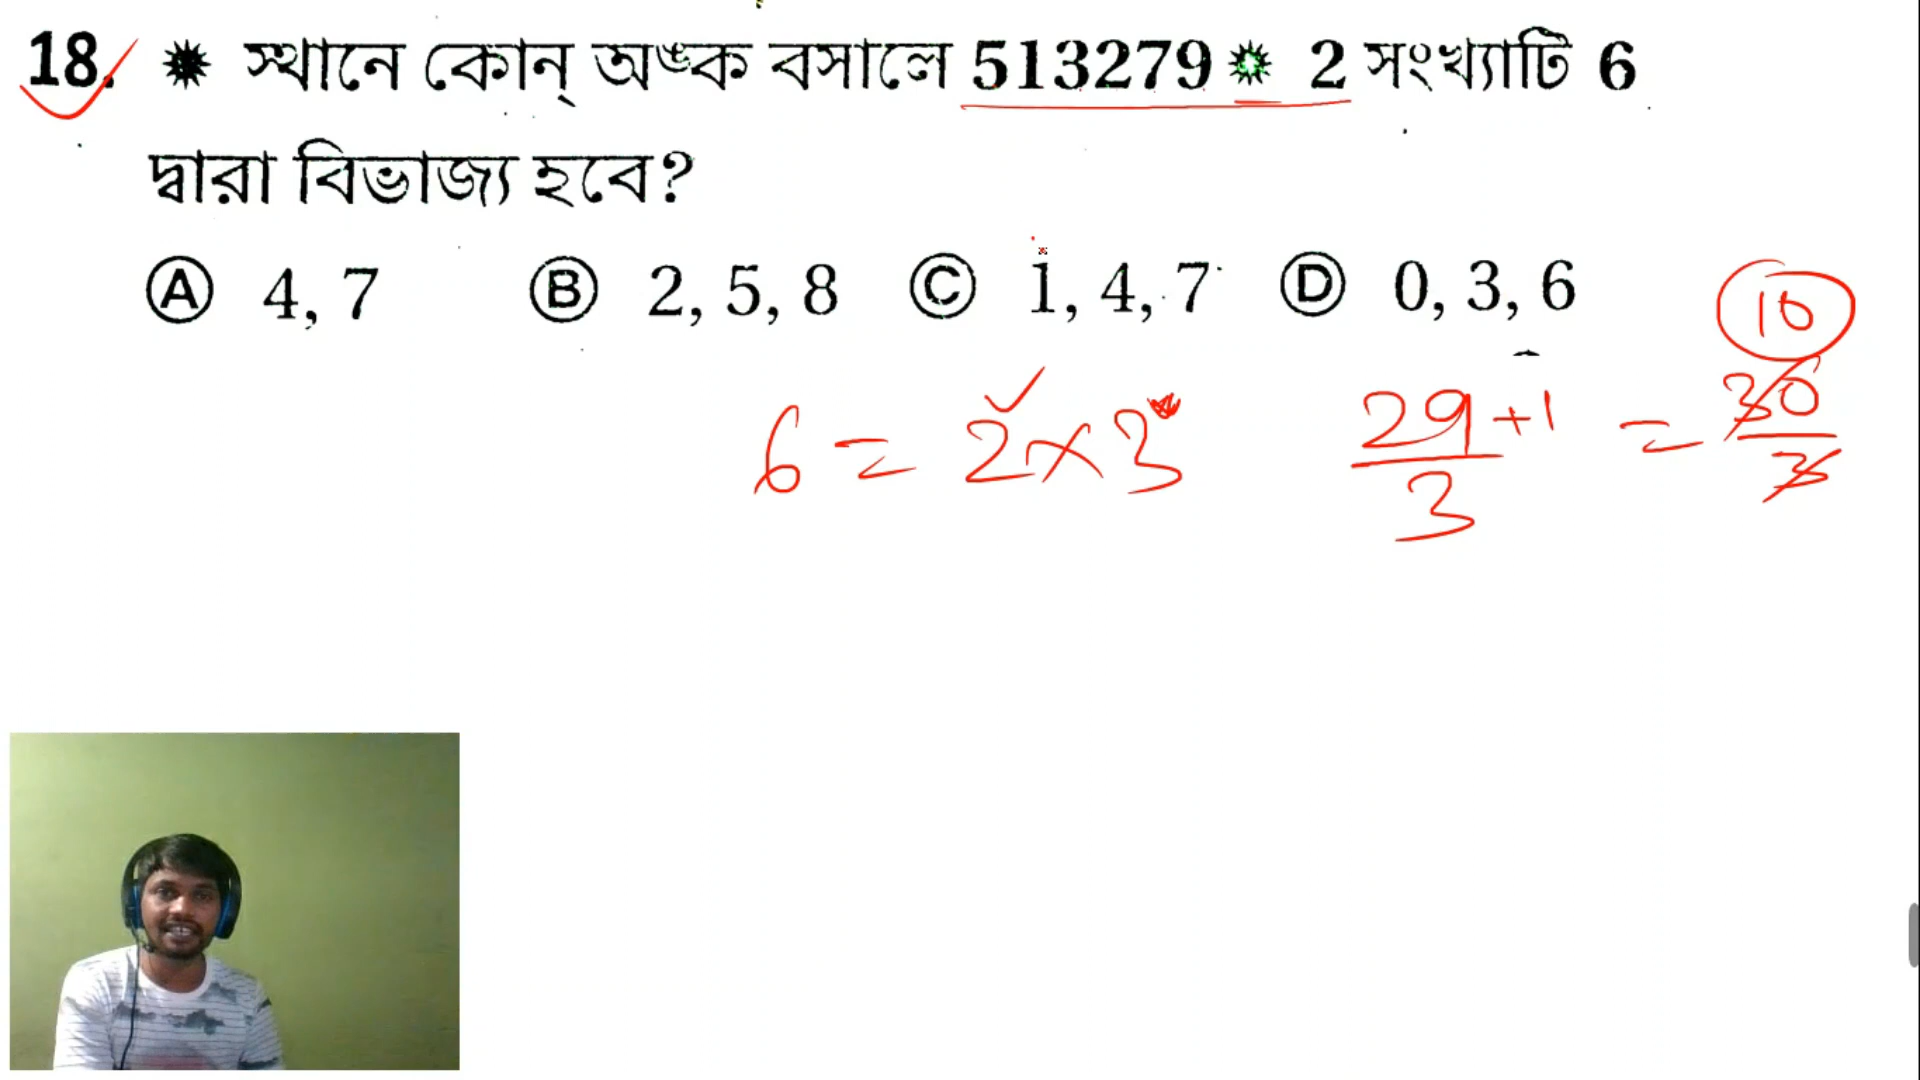 18. ✹ স্থানে কোন্ অঙ্ক বসালে 513279✹ 2 সংখ্যাটি 6
দ্বারা বিভাজ্য হবে?
Ⓐ 4, 7 Ⓑ 2, 5, 8 Ⓒ 1, 4, 7 Ⓓ 0, 3, 6
10
6 = 2 × 3 29/3 + 1 = 30/3